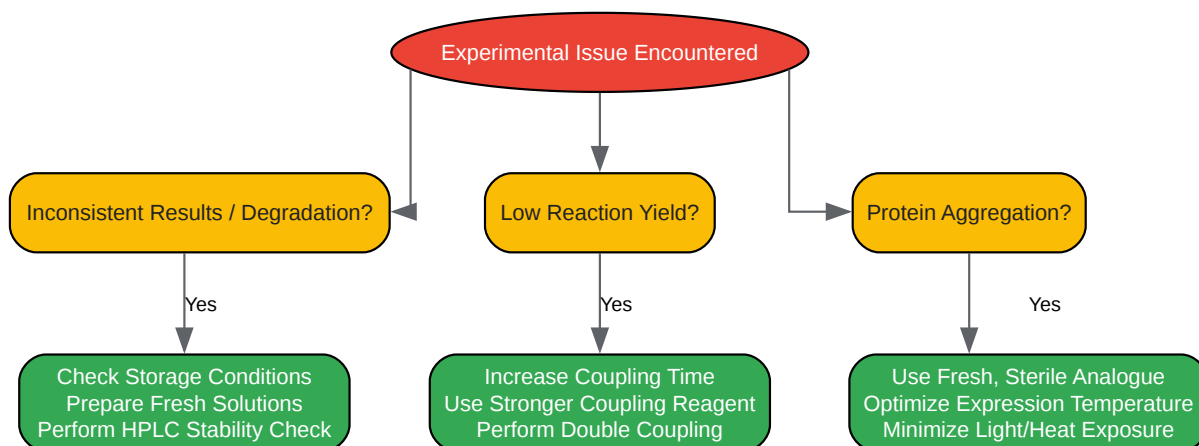 Experimental Issue Encountered
Inconsistent Results / Degradation?
Low Reaction Yield?
Protein Aggregation?
Yes
Yes
Yes
Check Storage Conditions
Prepare Fresh Solutions
Perform HPLC Stability Check
Increase Coupling Time
Use Stronger Coupling Reagent
Perform Double Coupling
Use Fresh, Sterile Analogue
Optimize Expression Temperature
Minimize Light/Heat Exposure